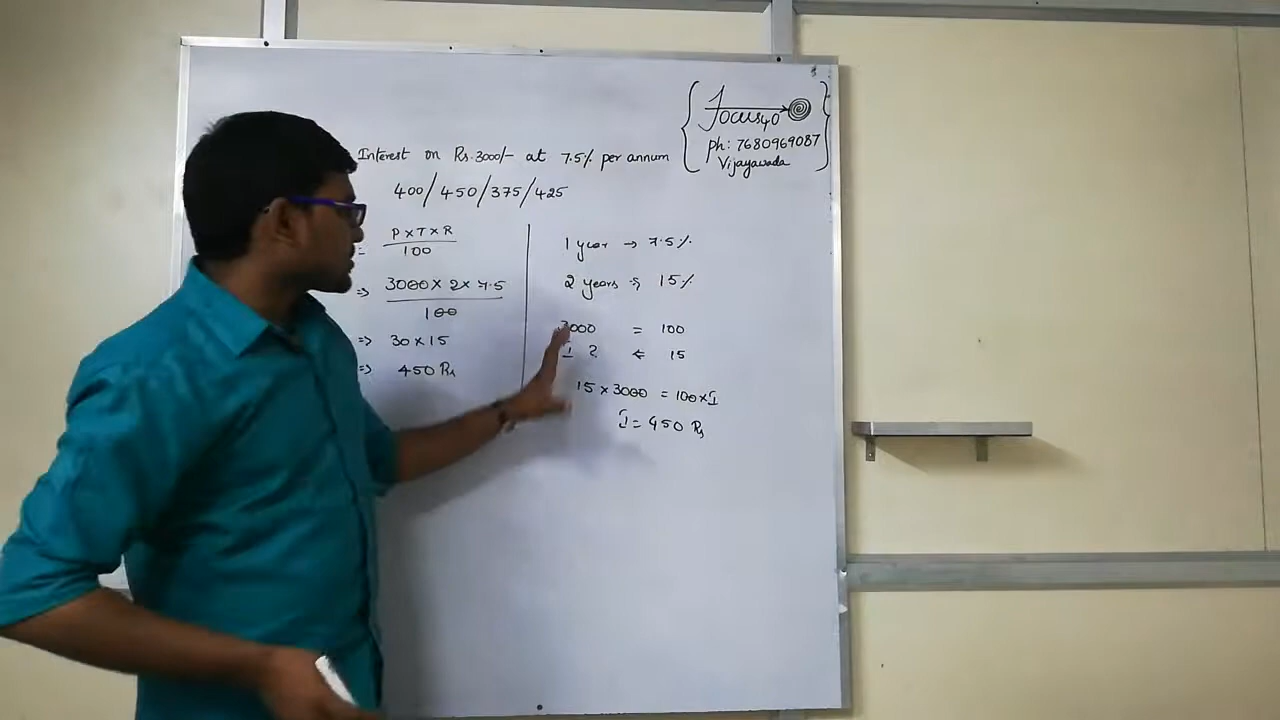 Focus40
ph: 7680969087
Vijayawada
Interest on Rs.3000/- at 7.5% per annum
400/450/375/425
= P×T×R
100
⇒ 3000 × 2 × 7.5
100
⇒ 30×15
⇒ 450 Rs
1 year → 7.5%
2 years → 15%
3000 = 100
I ? ← 15
15 × 3000 = 100 × I
I = 450 Rs